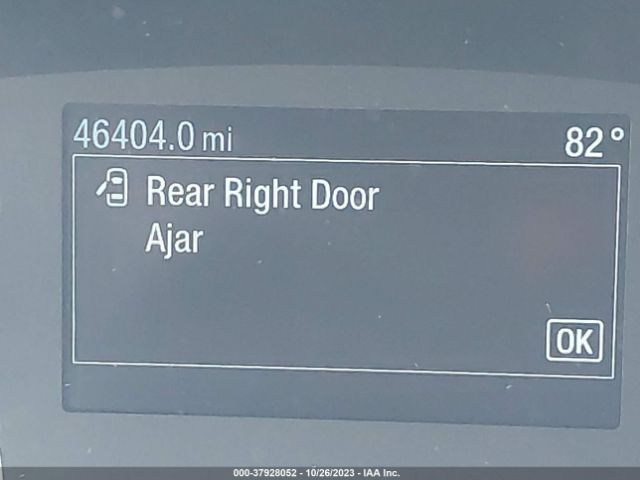 46404.0 mi 82°
Rear Right Door
Ajar
OK
000-37928052 - 10/26/2023 - IAA Inc.